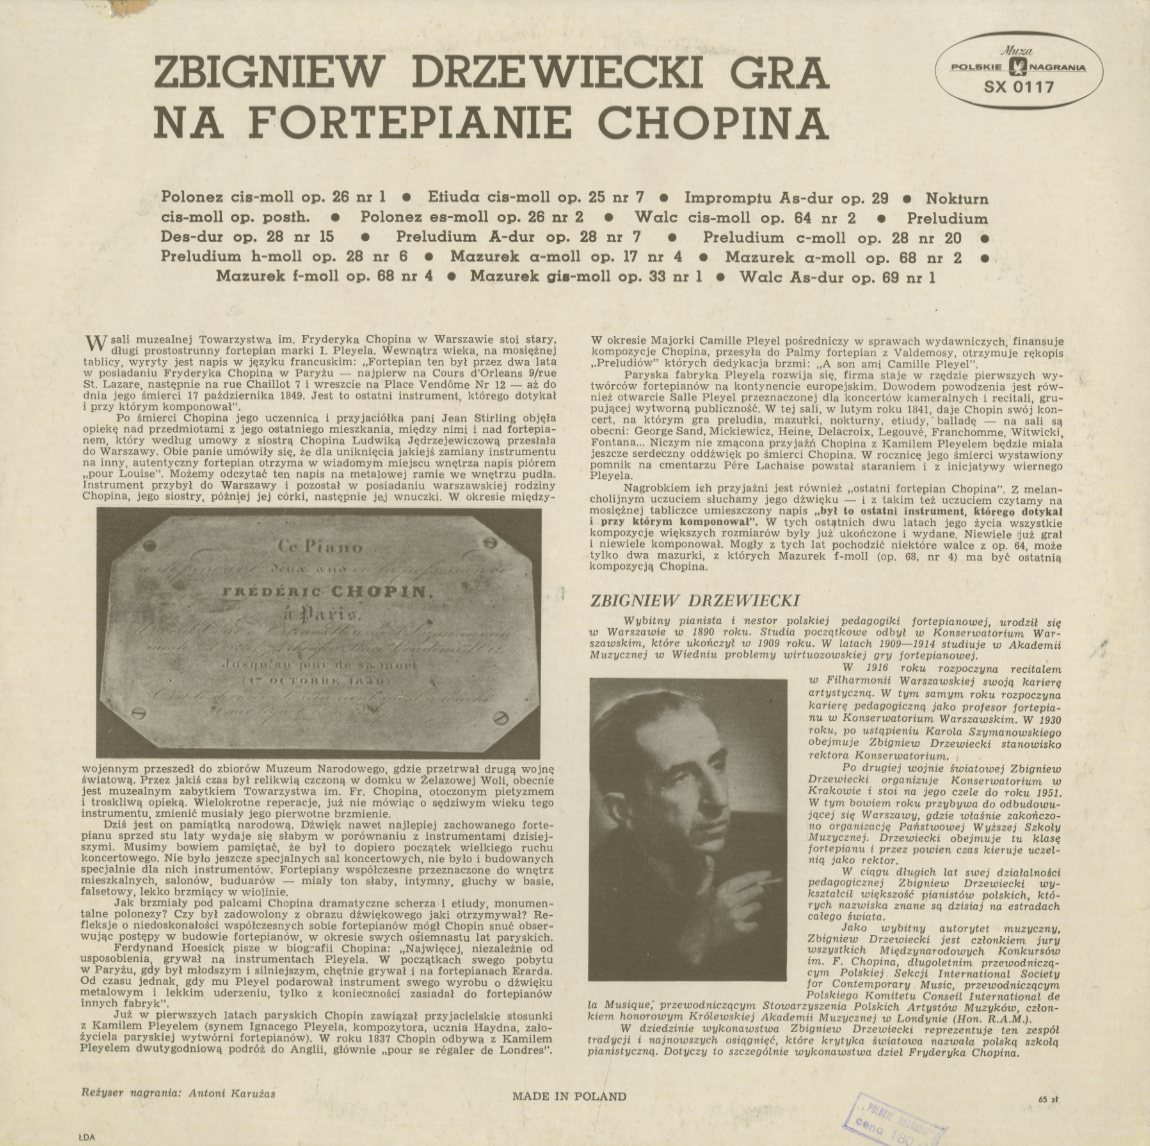 ZBIGNIEW DRZEWIECKI GRA
NA FORTEPIANIE CHOPINA
Muza
POLSKIE NAGRANIA
SX 0117
Polonez cis-moll op. 26 nr 1 ● Etiuda cis-moll op. 25 nr 7 ● Impromptu As-dur op. 29 ● Nokturn
cis-moll op. posth. ● Polonez es-moll op. 26 nr 2 ● Walc cis-moll op. 64 nr 2 ● Preludium
Des-dur op. 28 nr 15 ● Preludium A-dur op. 28 nr 7 ● Preludium c-moll op. 28 nr 20 ●
Preludium h-moll op. 28 nr 6 ● Mazurek a-moll op. 17 nr 4 ● Mazurek a-moll op. 68 nr 2 ●
Mazurek f-moll op. 68 nr 4 ● Mazurek gis-moll op. 33 nr 1 ● Walc As-dur op. 69 nr 1
W sali muzealnej Towarzystwa im. Fryderyka Chopina w Warszawie stoi stary,
długi prostostrunny fortepian marki I. Pleyela. Wewnątrz wieka, na mosiężnej
tablicy, wyryty jest napis w języku francuskim: „Fortepian ten był przez dwa lata
w posiadaniu Fryderyka Chopina w Paryżu — najpierw na Cours d'Orleans 9/rue
St. Lazare, następnie na rue Chaillot 7 i wreszcie na Place Vendôme Nr 12 — aż do
dnia jego śmierci 17 października 1849. Jest to ostatni instrument, którego dotykał
i przy którym komponował".
Po śmierci Chopina jego uczennica i przyjaciółka pani Jean Stirling objęła
opiekę nad przedmiotami z jego ostatniego mieszkania, między nimi i nad fortepia-
nem, który według umowy z siostrą Chopina Ludwiką Jędrzejewiczową przesłała
do Warszawy. Obie panie umówiły się, że dla uniknięcia jakiejś zamiany instrumentu
na inny, autentyczny fortepian otrzyma w wiadomym miejscu wnętrza napis piórem
„pour Louise". Możemy odczytać ten napis na metalowej ramie we wnętrzu pudła.
Instrument przybył do Warszawy i pozostał w posiadaniu warszawskiej rodziny
Chopina, jego siostry, później jej córki, następnie jej wnuczki. W okresie między-
Ce Piano
deux ans
FRÉDÉRIC CHOPIN,
á Paris.
Jusqu'au jour de sa mort
(17 OCTOBRE 1849)
wojennym przeszedł do zbiorów Muzeum Narodowego, gdzie przetrwał drugą wojnę
światową. Przez jakiś czas był relikwią czczoną w domku w Żelazowej Woli, obecnie
jest muzealnym zabytkiem Towarzystwa im. Fr. Chopina, otoczonym pietyzmem
i troskliwą opieką. Wielokrotne reperacje, już nie mówiąc o sędziwym wieku tego
instrumentu, zmienić musiały jego pierwotne brzmienie.
Dziś jest on pamiątką narodową. Dźwięk nawet najlepiej zachowanego forte-
pianu sprzed stu laty wydaje się słabym w porównaniu z instrumentami dzisiej-
szymi. Musimy bowiem pamiętać, że był to dopiero początek wielkiego ruchu
koncertowego. Nie było jeszcze specjalnych sal koncertowych, nie było i budowanych
specjalnie dla nich instrumentów. Fortepiany współczesne przeznaczone do wnętrz
mieszkalnych, salonów, buduarów — miały ton słaby, intymny, głuchy w basie,
falsetowy, lekko brzmiący w wiolinie.
Jak brzmiały pod palcami Chopina dramatyczne scherza i etiudy, monumen-
talne polonezy? Czy był zadowolony z obrazu dźwiękowego jaki otrzymywał? Re-
fleksje o niedoskonałości współczesnych sobie fortepianów mógł Chopin snuć obser-
wując postępy w budowie fortepianów, w okresie swych osiemnastu lat paryskich.
Ferdynand Hoesick pisze w biografii Chopina: „Najwięcej, niezależnie od
usposobienia, grywał na instrumentach Pleyela. W początkach swego pobytu
w Paryżu, gdy był młodszym i silniejszym, chętnie grywał i na fortepianach Erarda.
Od czasu jednak, gdy mu Pleyel podarował instrument swego wyrobu o dźwięku
metalowym i lekkim uderzeniu, tylko z konieczności zasiadał do fortepianów
innych fabryk".
Już w pierwszych latach paryskich Chopin zawiązał przyjacielskie stosunki
z Kamilem Pleyelem (synem Ignacego Pleyela, kompozytora, ucznia Haydna, zało-
życiela paryskiej wytwórni fortepianów). W roku 1837 Chopin odbywa z Kamilem
Pleyelem dwutygodniową podróż do Anglii, głównie „pour se régaler de Londres".
W okresie Majorki Camille Pleyel pośredniczy w sprawach wydawniczych, finansuje
kompozycje Chopina, przesyła do Palmy fortepian z Valdemosy, otrzymuje rękopis
„Preludiów" których dedykacja brzmi: „A son ami Camille Pleyel".
Paryska fabryka Pleyela rozwija się, firma staje w rzędzie pierwszych wy-
twórców fortepianów na kontynencie europejskim. Dowodem powodzenia jest rów-
nież otwarcie Salle Pleyel przeznaczonej dla koncertów kameralnych i recitali, gru-
pującej wytworną publiczność. W tej sali, w lutym roku 1841, daje Chopin swój kon-
cert, na którym gra preludia, mazurki, nokturny, etiudy, balladę — na sali są
obecni: George Sand, Mickiewicz, Heine, Delacroix, Legouvé, Franchomme, Witwicki,
Fontana... Niczym nie zmącona przyjaźń Chopina z Kamilem Pleyelem będzie miała
jeszcze serdeczny oddźwięk po śmierci Chopina. W rocznicę jego śmierci wystawiony
pomnik na cmentarzu Père Lachaise powstał staraniem i z inicjatywy wiernego
Pleyela.
Nagrobkiem ich przyjaźni jest również „ostatni fortepian Chopina". Z melan-
cholijnym uczuciem słuchamy jego dźwięku — i z takim też uczuciem czytamy na
mosiężnej tabliczce umieszczony napis „był to ostatni instrument, którego dotykał
i przy którym komponował". W tych ostatnich dwu latach jego życia wszystkie
kompozycje większych rozmiarów były już ukończone i wydane. Niewiele już grał
i niewiele komponował. Mogły z tych lat pochodzić niektóre walce z op. 64, może
tylko dwa mazurki, z których Mazurek f-moll (op. 68, nr 4) ma być ostatnią
kompozycją Chopina.
ZBIGNIEW DRZEWIECKI
Wybitny pianista i nestor polskiej pedagogiki fortepianowej, urodził się
w Warszawie w 1890 roku. Studia początkowe odbył w Konserwatorium War-
szawskim, które ukończył w 1909 roku. W latach 1909—1914 studiuje w Akademii
Muzycznej w Wiedniu problemy wirtuozowskiej gry fortepianowej.
W 1916 roku rozpoczyna recitalem
w Filharmonii Warszawskiej swoją karierę
artystyczną. W tym samym roku rozpoczyna
karierę pedagogiczną jako profesor fortepia-
nu w Konserwatorium Warszawskim. W 1930
roku, po ustąpieniu Karola Szymanowskiego
obejmuje Zbigniew Drzewiecki stanowisko
rektora Konserwatorium.
Po drugiej wojnie światowej Zbigniew
Drzewiecki organizuje Konserwatorium w
Krakowie i stoi na jego czele do roku 1951.
W tym bowiem roku przybywa do odbudowu-
jącej się Warszawy, gdzie właśnie zakończo-
no organizację Państwowej Wyższej Szkoły
Muzycznej. Drzewiecki obejmuje tu klasę
fortepianu i przez pewien czas kieruje uczel-
nią jako rektor.
W ciągu długich lat swej działalności
pedagogicznej Zbigniew Drzewiecki wy-
kształcił większość pianistów polskich, któ-
rych nazwiska znane są dzisiaj na estradach
całego świata.
Jako wybitny autorytet muzyczny,
Zbigniew Drzewiecki jest członkiem jury
wszystkich Międzynarodowych Konkursów
im. F. Chopina, długoletnim przewodniczą-
cym Polskiej Sekcji International Society
for Contemporary Music, przewodniczącym
Polskiego Komitetu Conseil International de
la Musique, przewodniczącym Stowarzyszenia Polskich Artystów Muzyków, człon-
kiem honorowym Królewskiej Akademii Muzycznej w Londynie (Hon. R.A.M.).
W dziedzinie wykonawstwa Zbigniew Drzewiecki reprezentuje ten zespół
tradycji i najnowszych osiągnięć, które krytyka światowa nazwała polską szkołą
pianistyczną. Dotyczy to szczególnie wykonawstwa dzieł Fryderyka Chopina.
Reżyser nagrania: Antoni Karużas
MADE IN POLAND
65 zł
POLSKIE NAGRANIA
cena 180
ŁDA